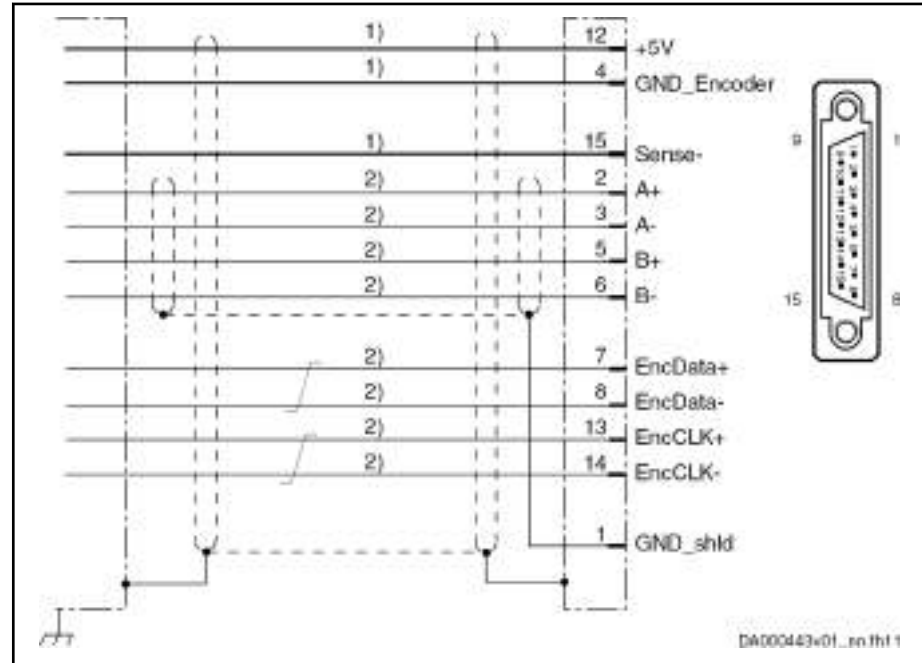 1) 12 +5V
1) 4 GND_Encoder
1) 15 Sense-
2) 2 A+
2) 3 A-
2) 5 B+
2) 6 B-
2) 7 EncData+
2) 8 EncData-
2) 13 EncCLK+
2) 14 EncCLK-
1 GND_shld
9 1
15 8